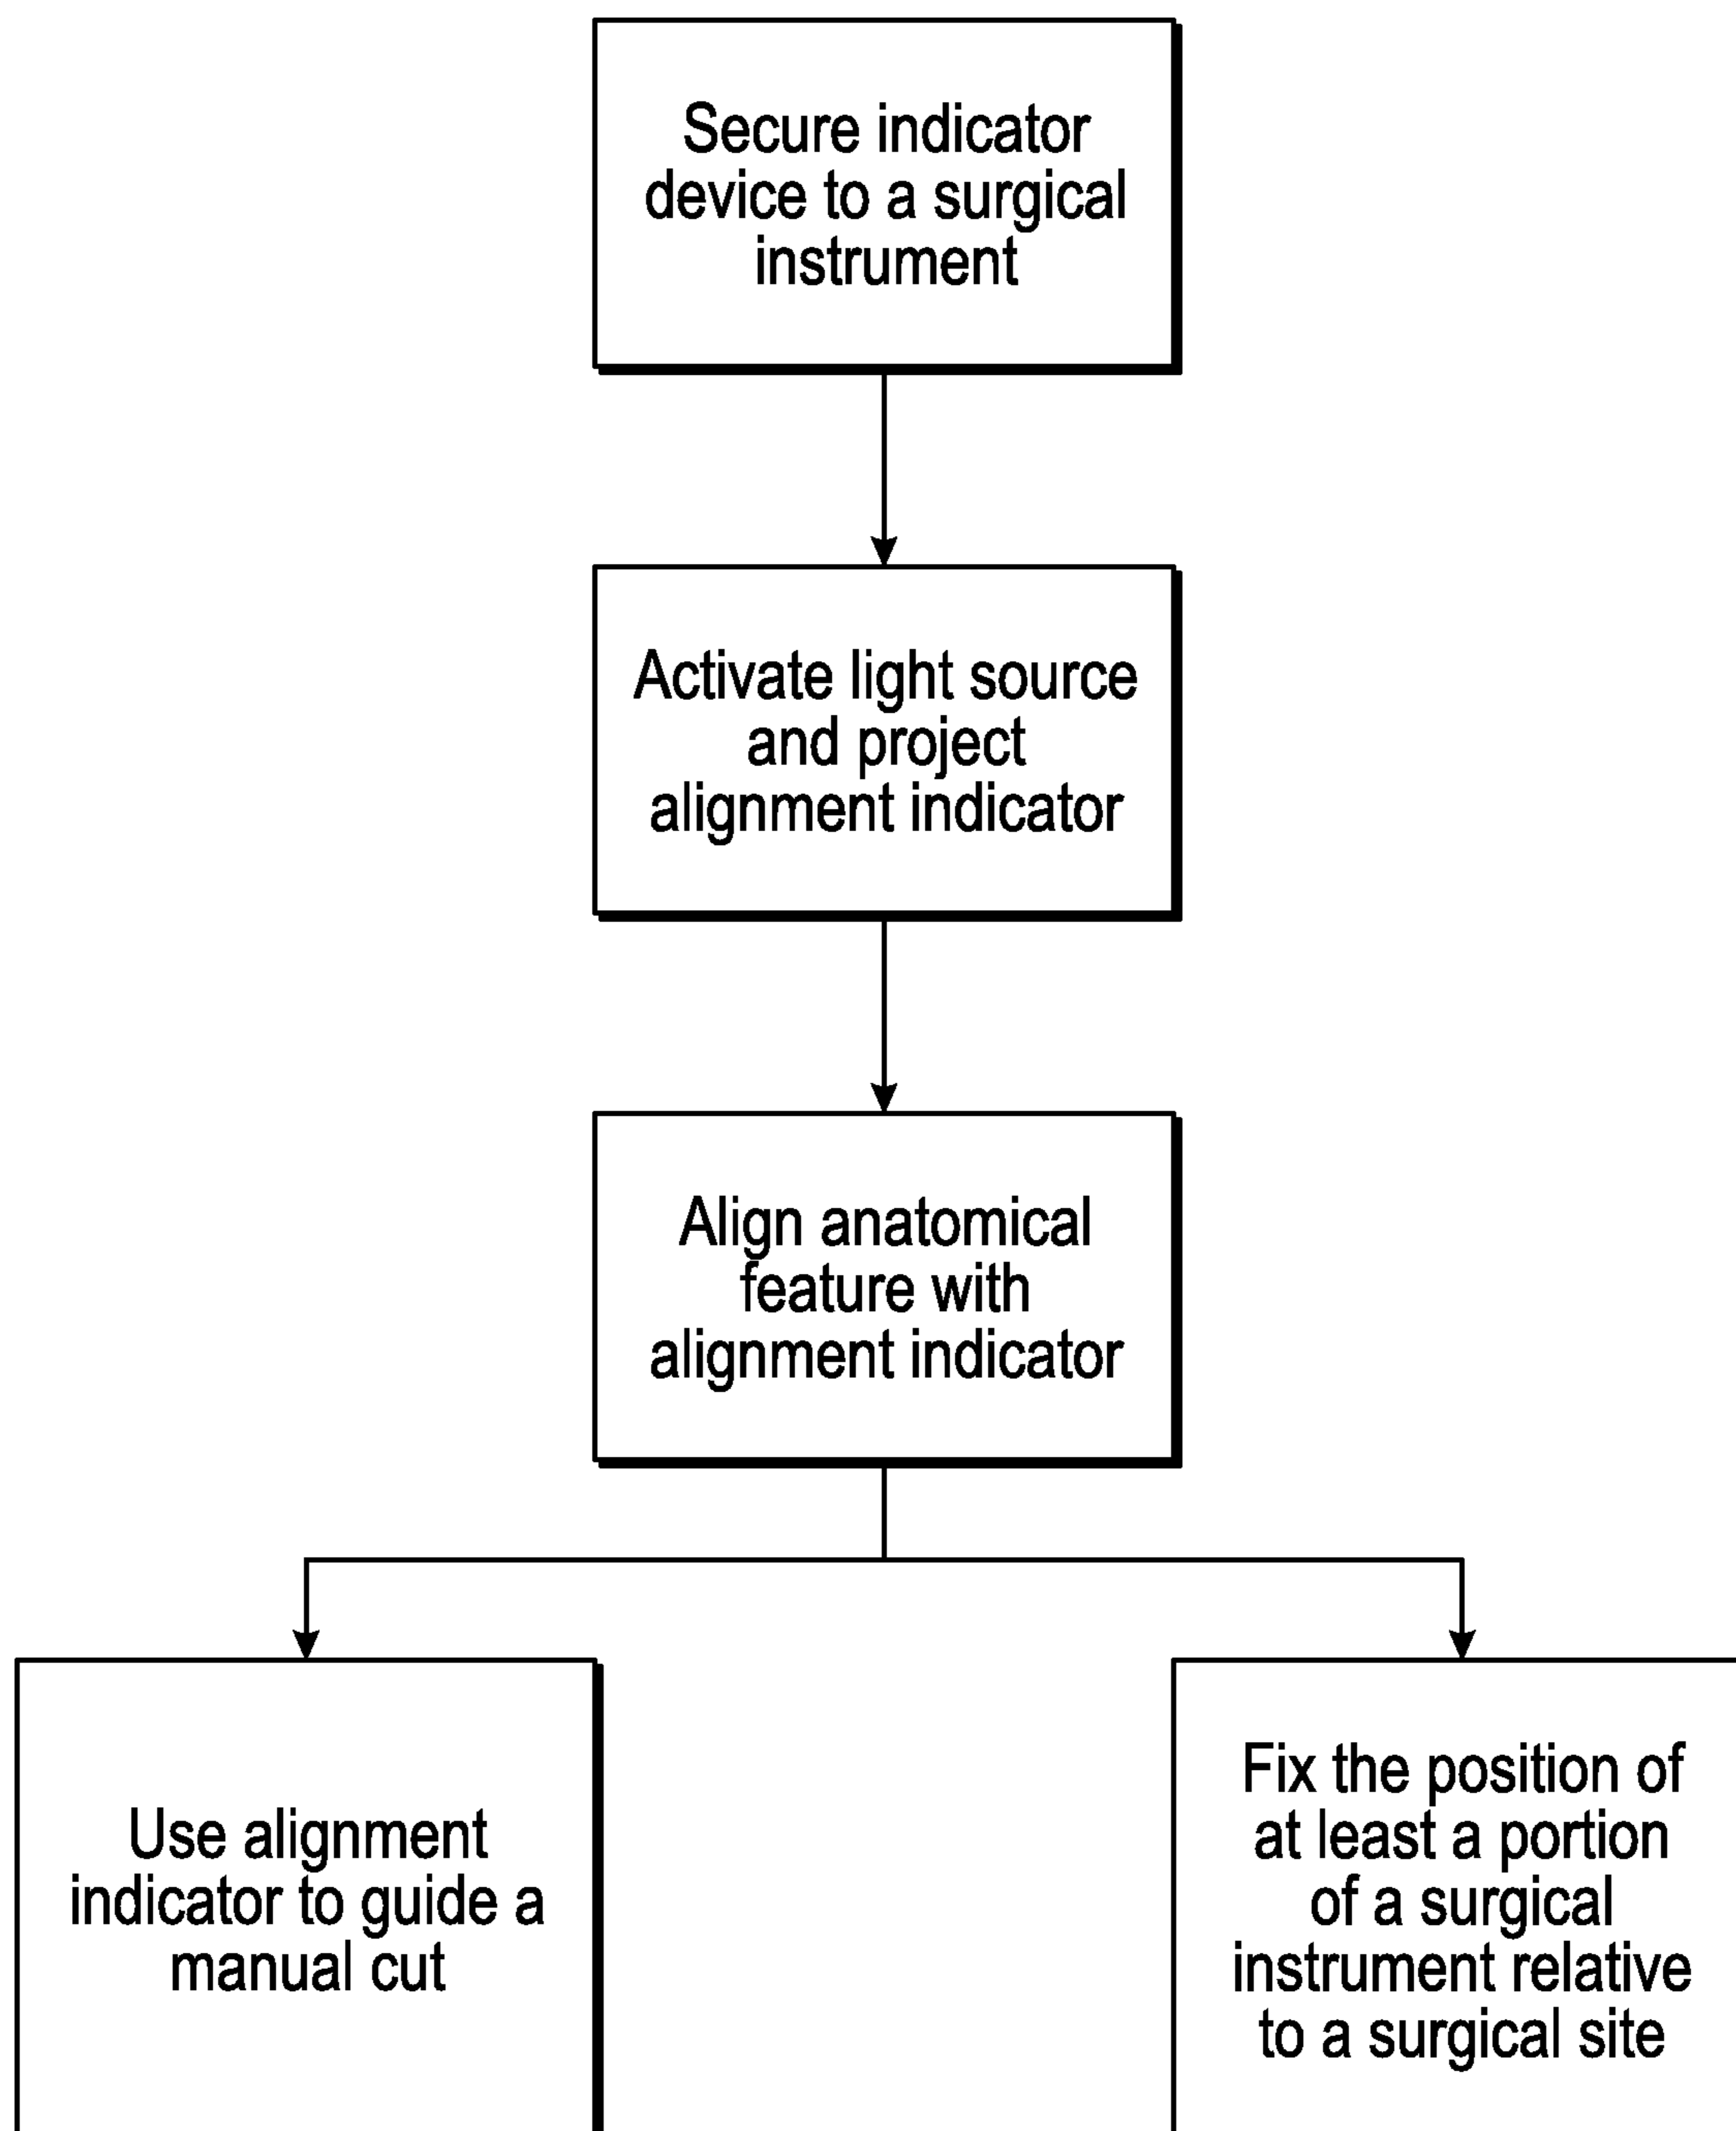 Secure indicator
device to a surgical
instrument
Activate light source
and project
alignment indicator
Align anatomical
feature with
alignment indicator
Use alignment
indicator to guide a
manual cut
Fix the position of
at least a portion
of a surgical
instrument relative
to a surgical site